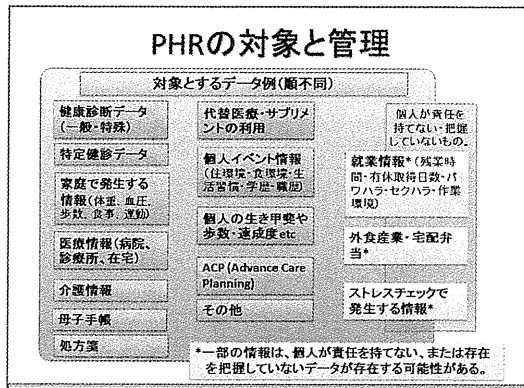 PHRの対象と管理
対象とするデータ例(順不同)
健康診断データ
(一般・特殊)
特定健診データ
家庭で発生する
情報(体重、血圧、
歩数、食事、運動)
医療情報(病院、
診療所、在宅)
介護情報
母子手帳
処方箋
代替医療・サプリメ
ントの利用
個人イベント情報
(住環境・食環境・生
活習慣・学歴・職歴)
個人の生き甲斐や
歩数・達成度etc
ACP (Advance Care
Planning)
その他
個人が責任を
持てない・把握
していないもの。
就業情報*(残業時
間・有休取得日数・パ
ワハラ・セクハラ・作業
環境)
外食産業・宅配弁
当*
ストレスチェックで
発生する情報*
*一部の情報は、個人が責任を持てない、または存在
を把握していないデータが存在する可能性がある。